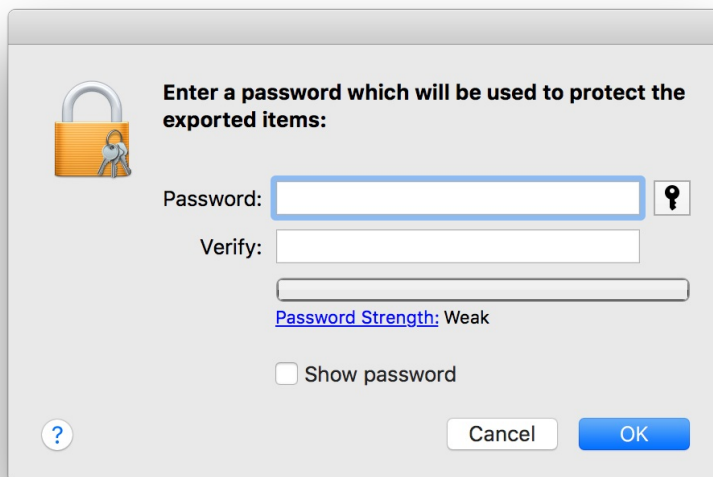 Enter a password which will be used to protect the
exported items:
Password:
Verify:
Password Strength: Weak
Show password
?
Cancel
OK